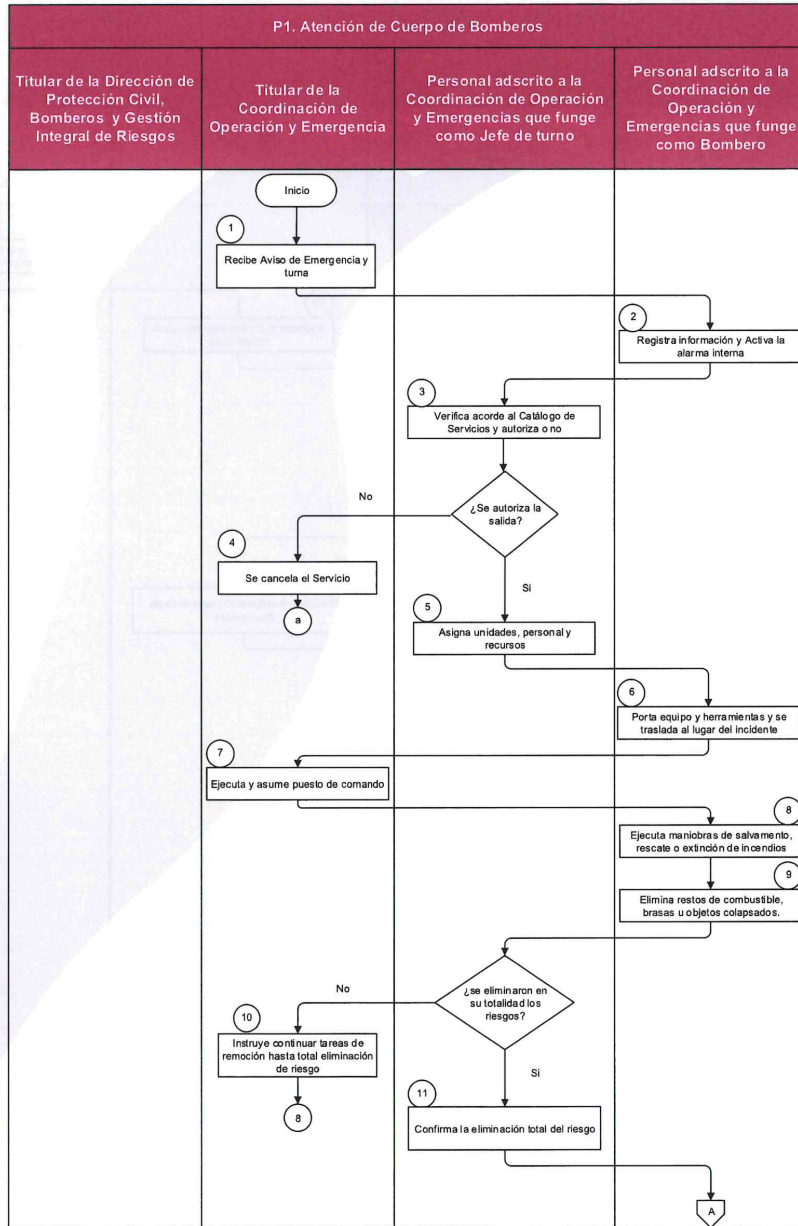 P1. Atención de Cuerpo de Bomberos
Titular de la Dirección de
Protección Civil,
Bomberos y Gestión
Integral de Riesgos
Titular de la
Coordinación de
Operación y Emergencia
Personal adscrito a la
Coordinación de Operación
y Emergencias que funge
como Jefe de turno
Personal adscrito a la
Coordinación de
Operación y
Emergencias que funge
como Bombero
Inicio
1
Recibe Aviso de Emergencia y
turna
2
Registra información y Activa la
alarma interna
3
Verifica acorde al Catálogo de
Servicios y autoriza o no
¿Se autoriza la
salida?
No
4
Se cancela el Servicio
a
Si
5
Asigna unidades, personal y
recursos
6
Porta equipo y herramientas y se
traslada al lugar del incidente
7
Ejecuta y asume puesto de comando
8
Ejecuta maniobras de salvamento,
rescate o extinción de incendios
9
Elimina restos de combustible,
brasas u objetos colapsados.
¿se eliminaron en
su totalidad los
riesgos?
No
10
Instruye continuar tareas de
remoción hasta total eliminación
de riesgo
8
Si
11
Confirma la eliminación total del riesgo
A